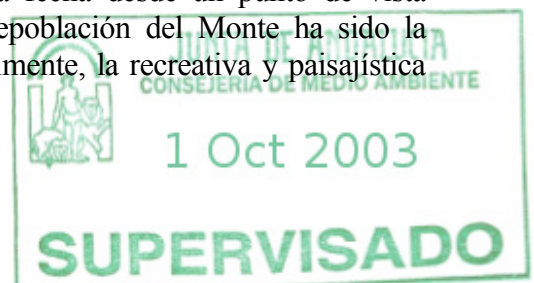 a fecha desde un punto de vista
epoblación del Monte ha sido la
lmente, la recreativa y paisajística
JUNTA DE ANDALUCIA
CONSEJERIA DE MEDIO AMBIENTE
1 Oct 2003
SUPERVISADO